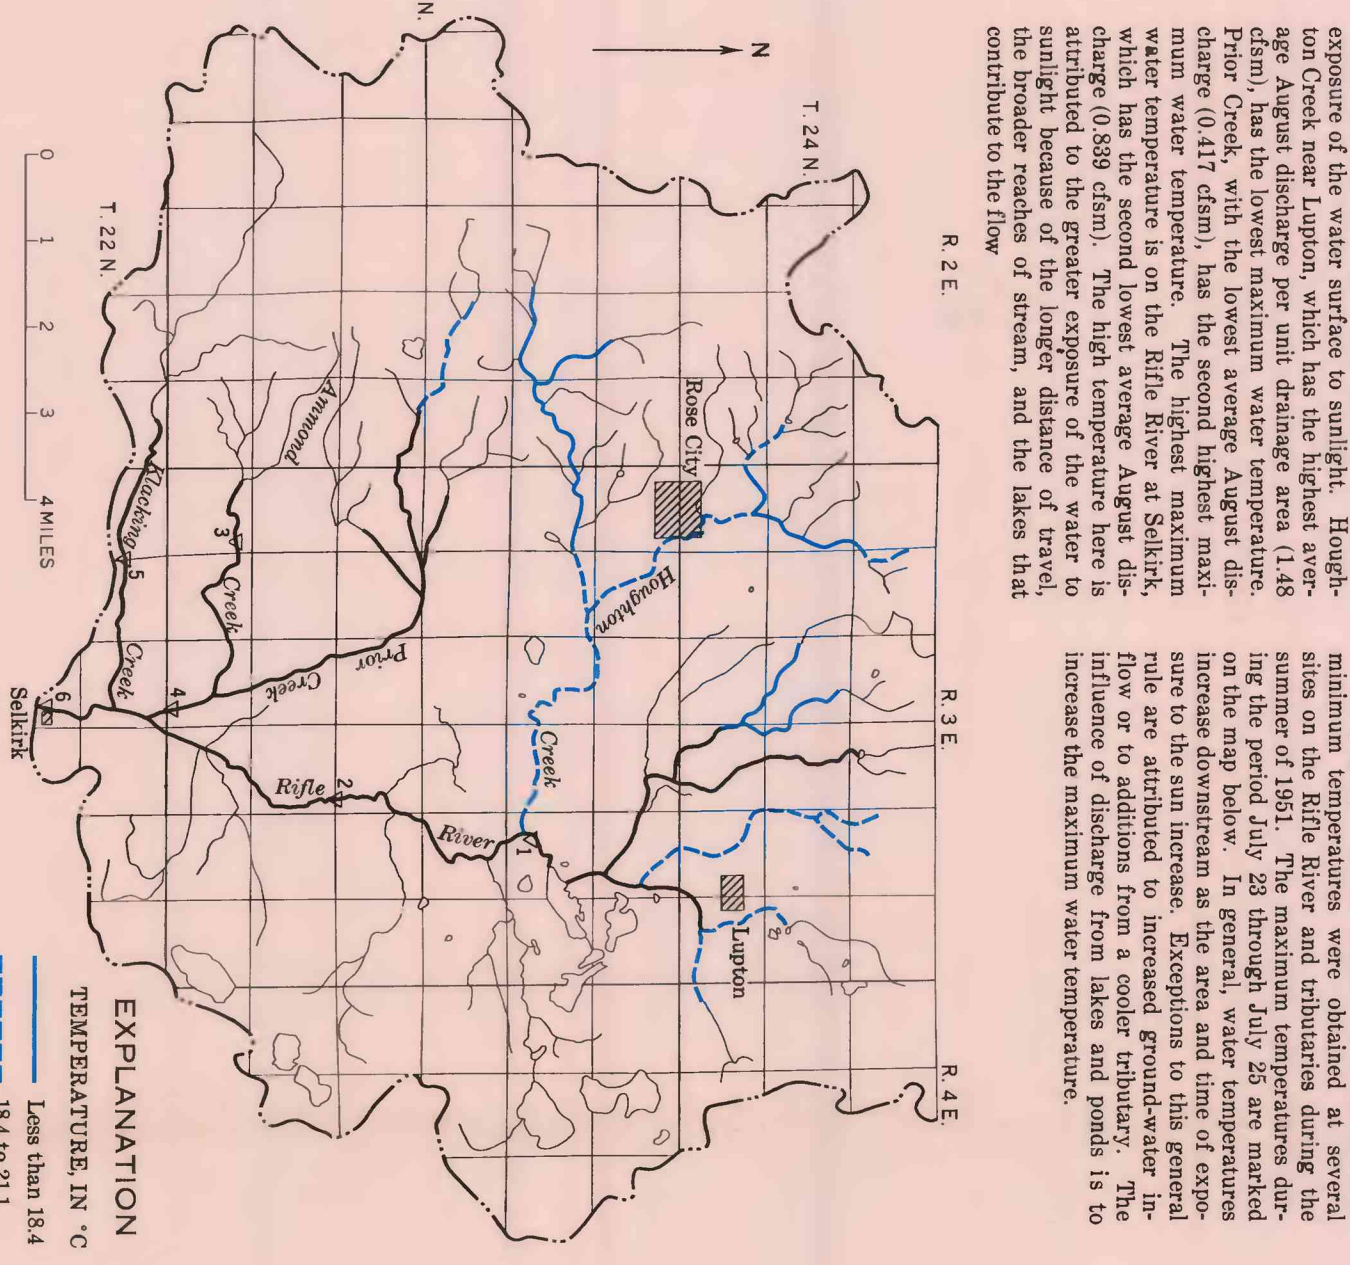 exposure of the water surface to sunlight. Hough-
ton Creek near Lupton, which has the highest aver-
age August discharge per unit drainage area (1.48
cfsm), has the lowest maximum water temperature.
Prior Creek, with the lowest average August dis-
charge (0.417 cfsm), has the second highest maxi-
mum water temperature. The highest maximum
water temperature is on the Rifle River at Selkirk,
which has the second lowest average August dis-
charge (0.839 cfsm). The high temperature here is
attributed to the greater exposure of the water to
sunlight because of the longer distance of travel,
the broader reaches of stream, and the lakes that
contribute to the flow
minimum temperatures were obtained at several
sites on the Rifle River and tributaries during the
summer of 1951. The maximum temperatures dur-
ing the period July 23 through July 25 are marked
on the map below. In general, water temperatures
increase downstream as the area and time of expo-
sure to the sun increase. Exceptions to this general
rule are attributed to increased ground-water in-
flow or to additions from a cooler tributary. The
influence of discharge from lakes and ponds is to
increase the maximum water temperature.
R. 2 E.
R. 3 E.
R. 4 E.
T. 24 N.
N
N.
T. 22 N.
Rose City
Lupton
Houghton
Creek
1
River
Rifle
2
Prior
Creek
Ammond
Creek
3
4
Klacking
Creek
5
6
Selkirk
0 1 2 3 4 MILES
EXPLANATION
TEMPERATURE, IN °C
Less than 18.4
18.4 to 21.1